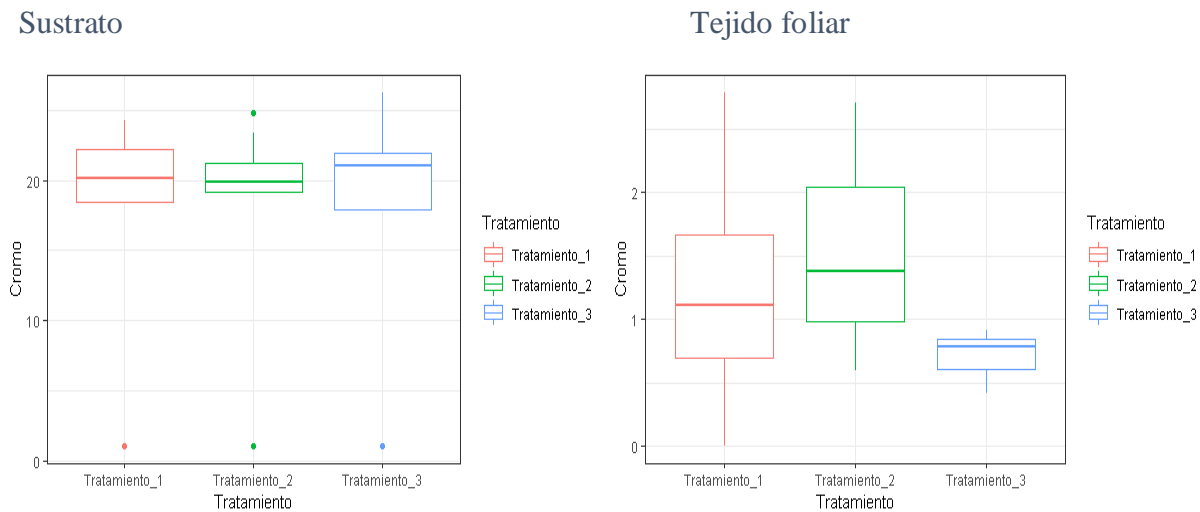 Sustrato
Cromo
20
10
0
Tratamiento_1
Tratamiento_2
Tratamiento_3
Tratamiento
Tratamiento
Tratamiento_1
Tratamiento_2
Tratamiento_3
Tejido foliar
Cromo
2
1
0
Tratamiento_1
Tratamiento_2
Tratamiento_3
Tratamiento
Tratamiento
Tratamiento_1
Tratamiento_2
Tratamiento_3